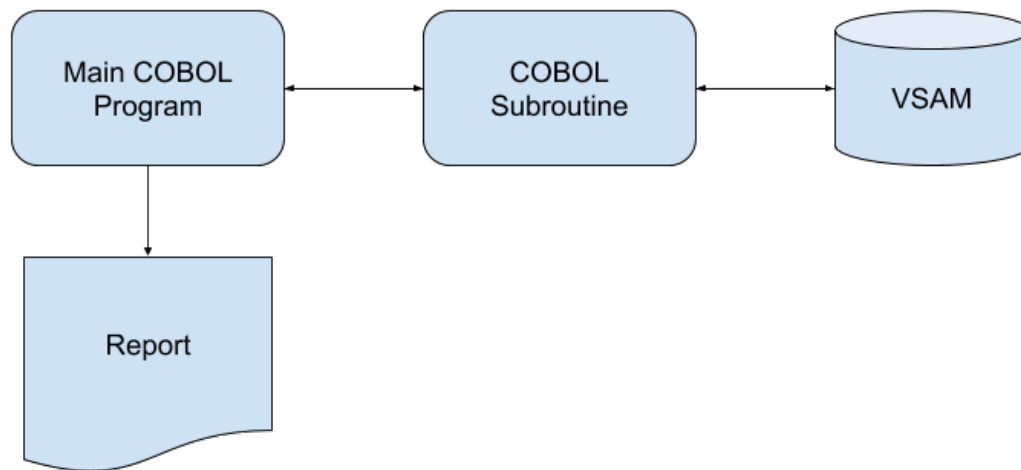 Main COBOL
Program
COBOL
Subroutine
VSAM
Report